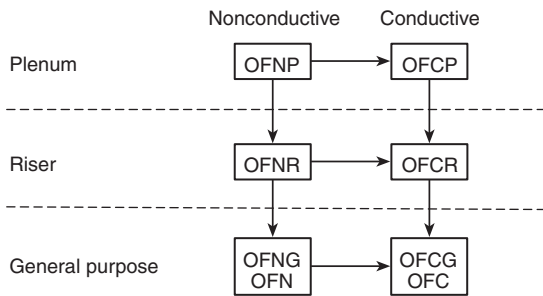 Nonconductive Conductive
Plenum OFNP OFCP
Riser OFNR OFCR
General purpose OFNG OFCG
OFN OFC